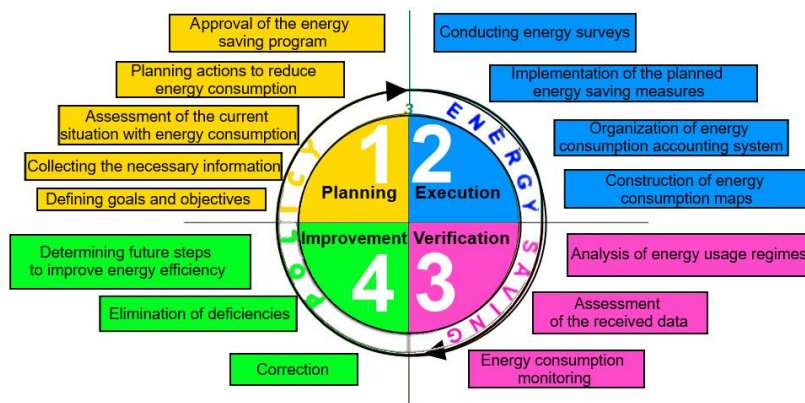 Approval of the energy
saving program
Planning actions to reduce
energy consumption
Assessment of the current
situation with energy consumption
Collecting the necessary information
Defining goals and objectives
Conducting energy surveys
Implementation of the planned
energy saving measures
Organization of energy
consumption accounting system
Construction of energy
consumption maps
3
ENERGY
SAVING
POLICY
1
Planning
2
Execution
Improvement
4
Verification
3
Determining future steps
to improve energy efficiency
Elimination of deficiencies
Correction
Analysis of energy usage regimes
Assessment
of the received data
Energy consumption
monitoring